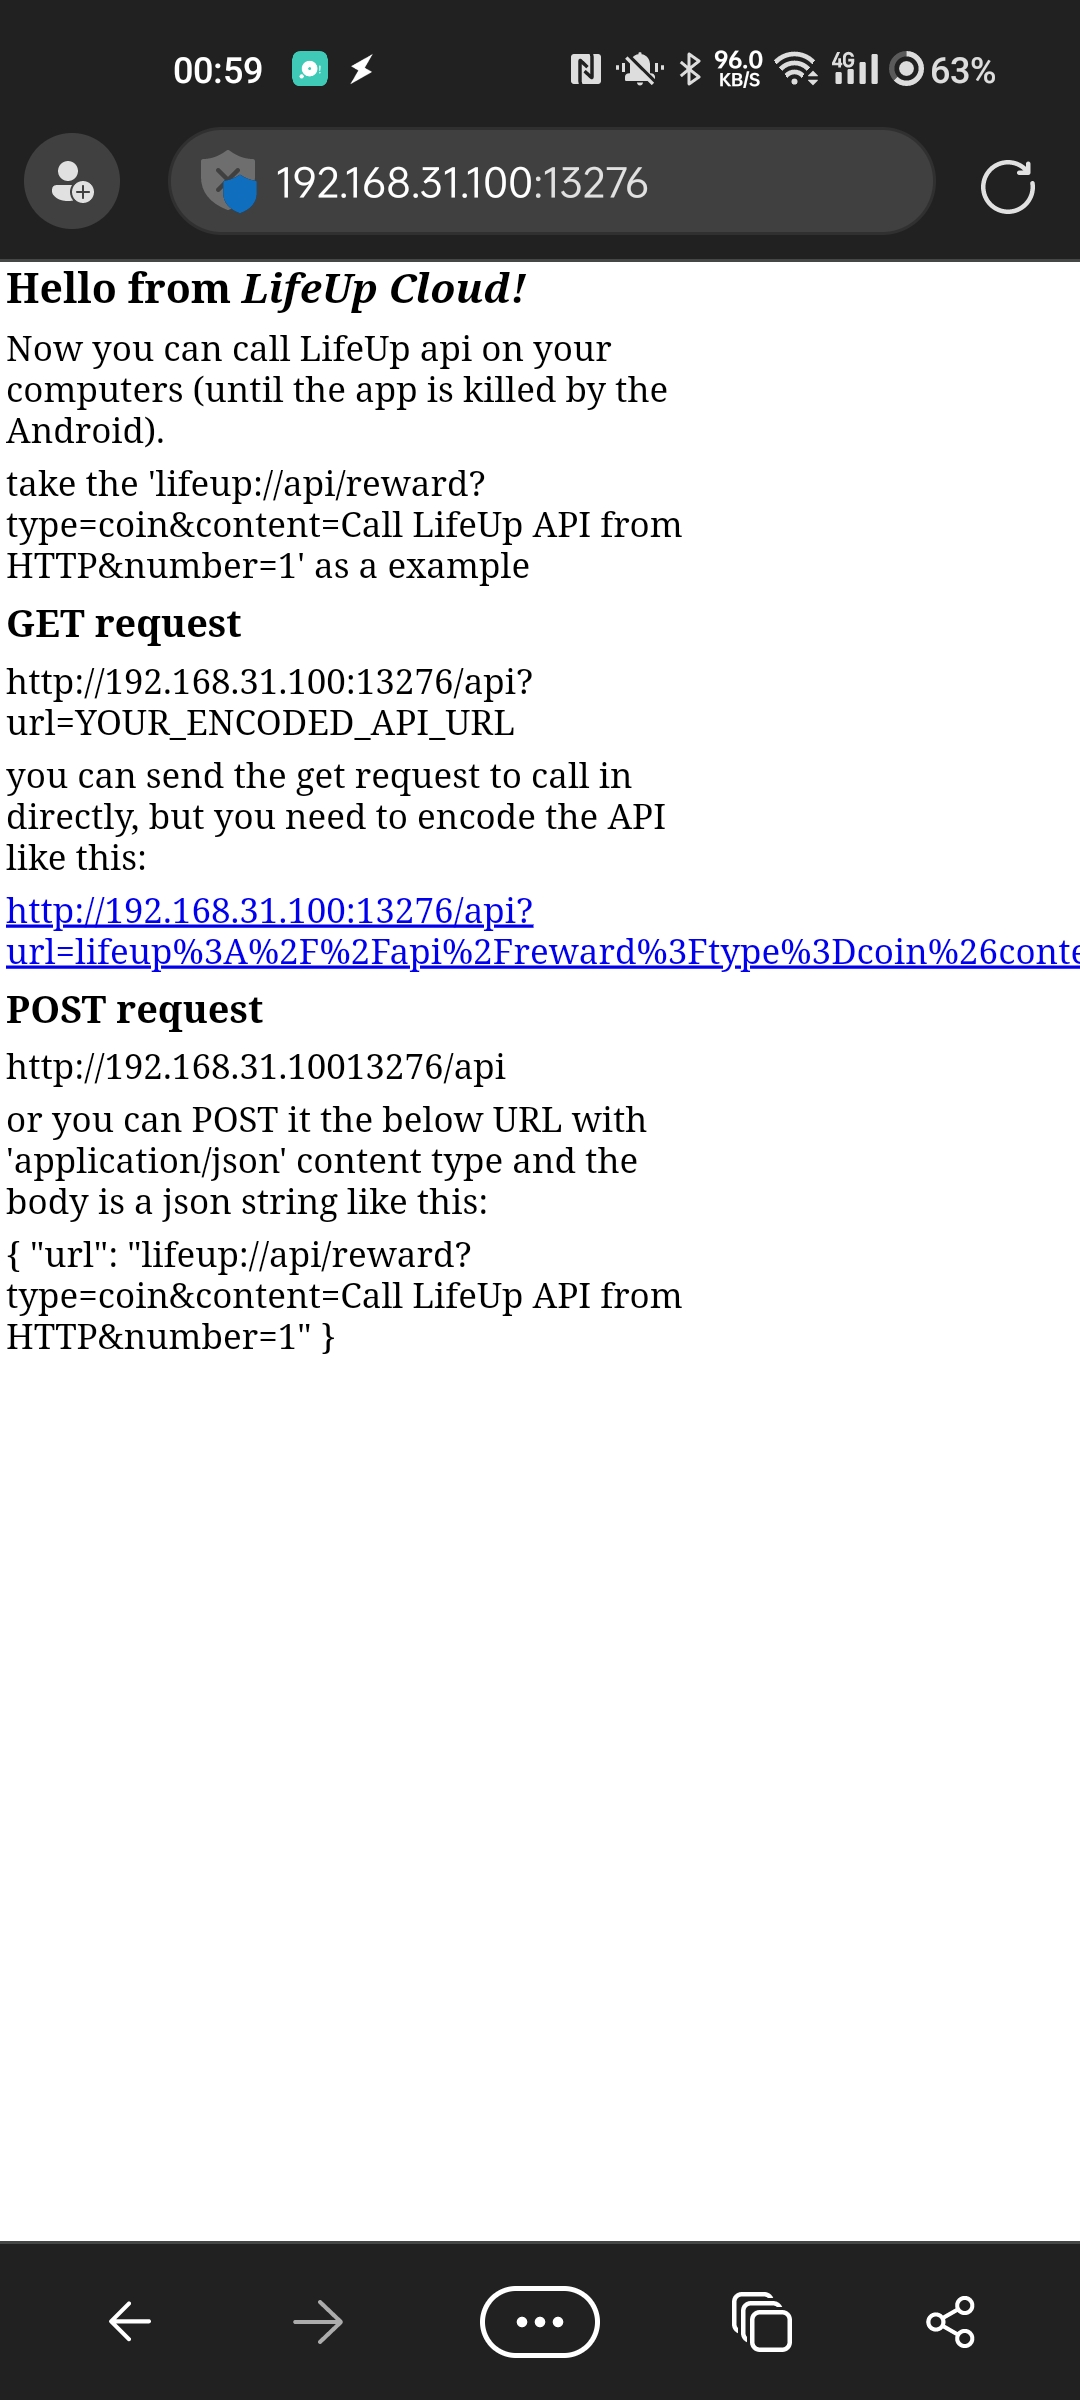 00:59
96.0
KB/S
4G
63%
192.168.31.100:13276
Hello from LifeUp Cloud!
Now you can call LifeUp api on your
computers (until the app is killed by the
Android).
take the 'lifeup://api/reward?
type=coin&content=Call LifeUp API from
HTTP&number=1' as a example
GET request
http://192.168.31.100:13276/api?
url=YOUR_ENCODED_API_URL
you can send the get request to call in
directly, but you need to encode the API
like this:
http://192.168.31.100:13276/api?
url=lifeup%3A%2F%2Fapi%2Freward%3Ftype%3Dcoin%26conte
POST request
http://192.168.31.10013276/api
or you can POST it the below URL with
'application/json' content type and the
body is a json string like this:
{ "url": "lifeup://api/reward?
type=coin&content=Call LifeUp API from
HTTP&number=1" }